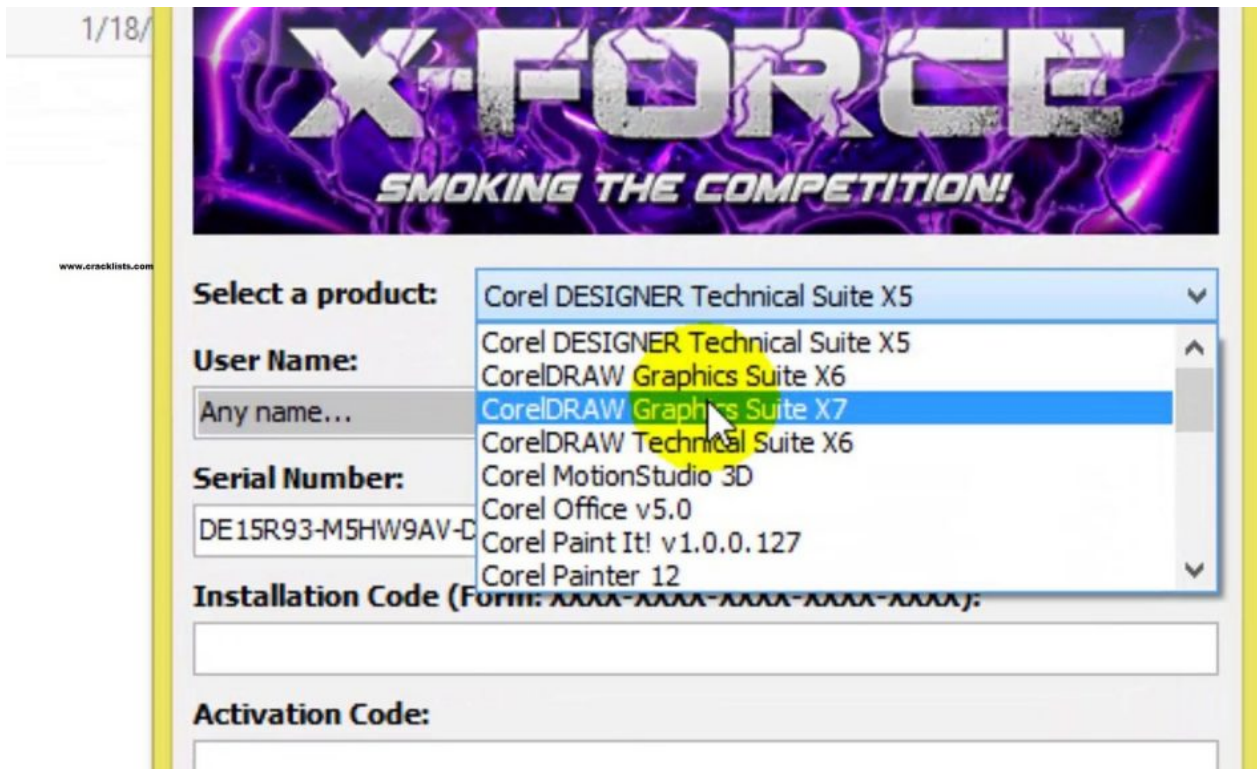 1/18/
X-FORCE
SMOKING THE COMPETITION!
www.cracklists.com
Select a product:
Corel DESIGNER Technical Suite X5
Corel DESIGNER Technical Suite X5
CorelDRAW Graphics Suite X6
CorelDRAW Graphics Suite X7
CorelDRAW Technical Suite X6
Corel MotionStudio 3D
Corel Office v5.0
Corel Paint It! v1.0.0.127
Corel Painter 12
User Name:
Any name...
Serial Number:
DE15R93-M5HW9AV-D
Installation Code (Form: XXXX-XXXX-XXXX-XXXX-XXXX):
Activation Code: